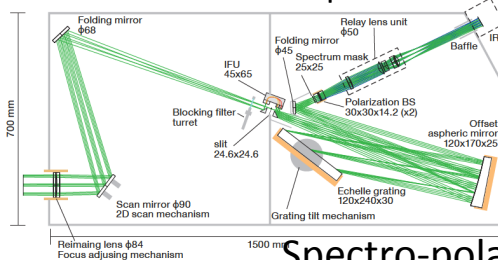 Folding mirror
ϕ68
Relay lens unit
ϕ50
Folding mirror
ϕ45
Spectrum mask
25x25
IFU
45x65
Baffle
IR
Blocking filter
turret
Polarization BS
30x30x14.2 (x2)
slit
24.6x24.6
Offset
aspheric mirror
120x170x25
700 mm
Echelle grating
120x240x30
Scan mirror ϕ90
2D scan mechanism
Grating tilt mechanism
Reimaing lens ϕ84
Focus adjusing mechanism
1500 mm
Spectro-pola